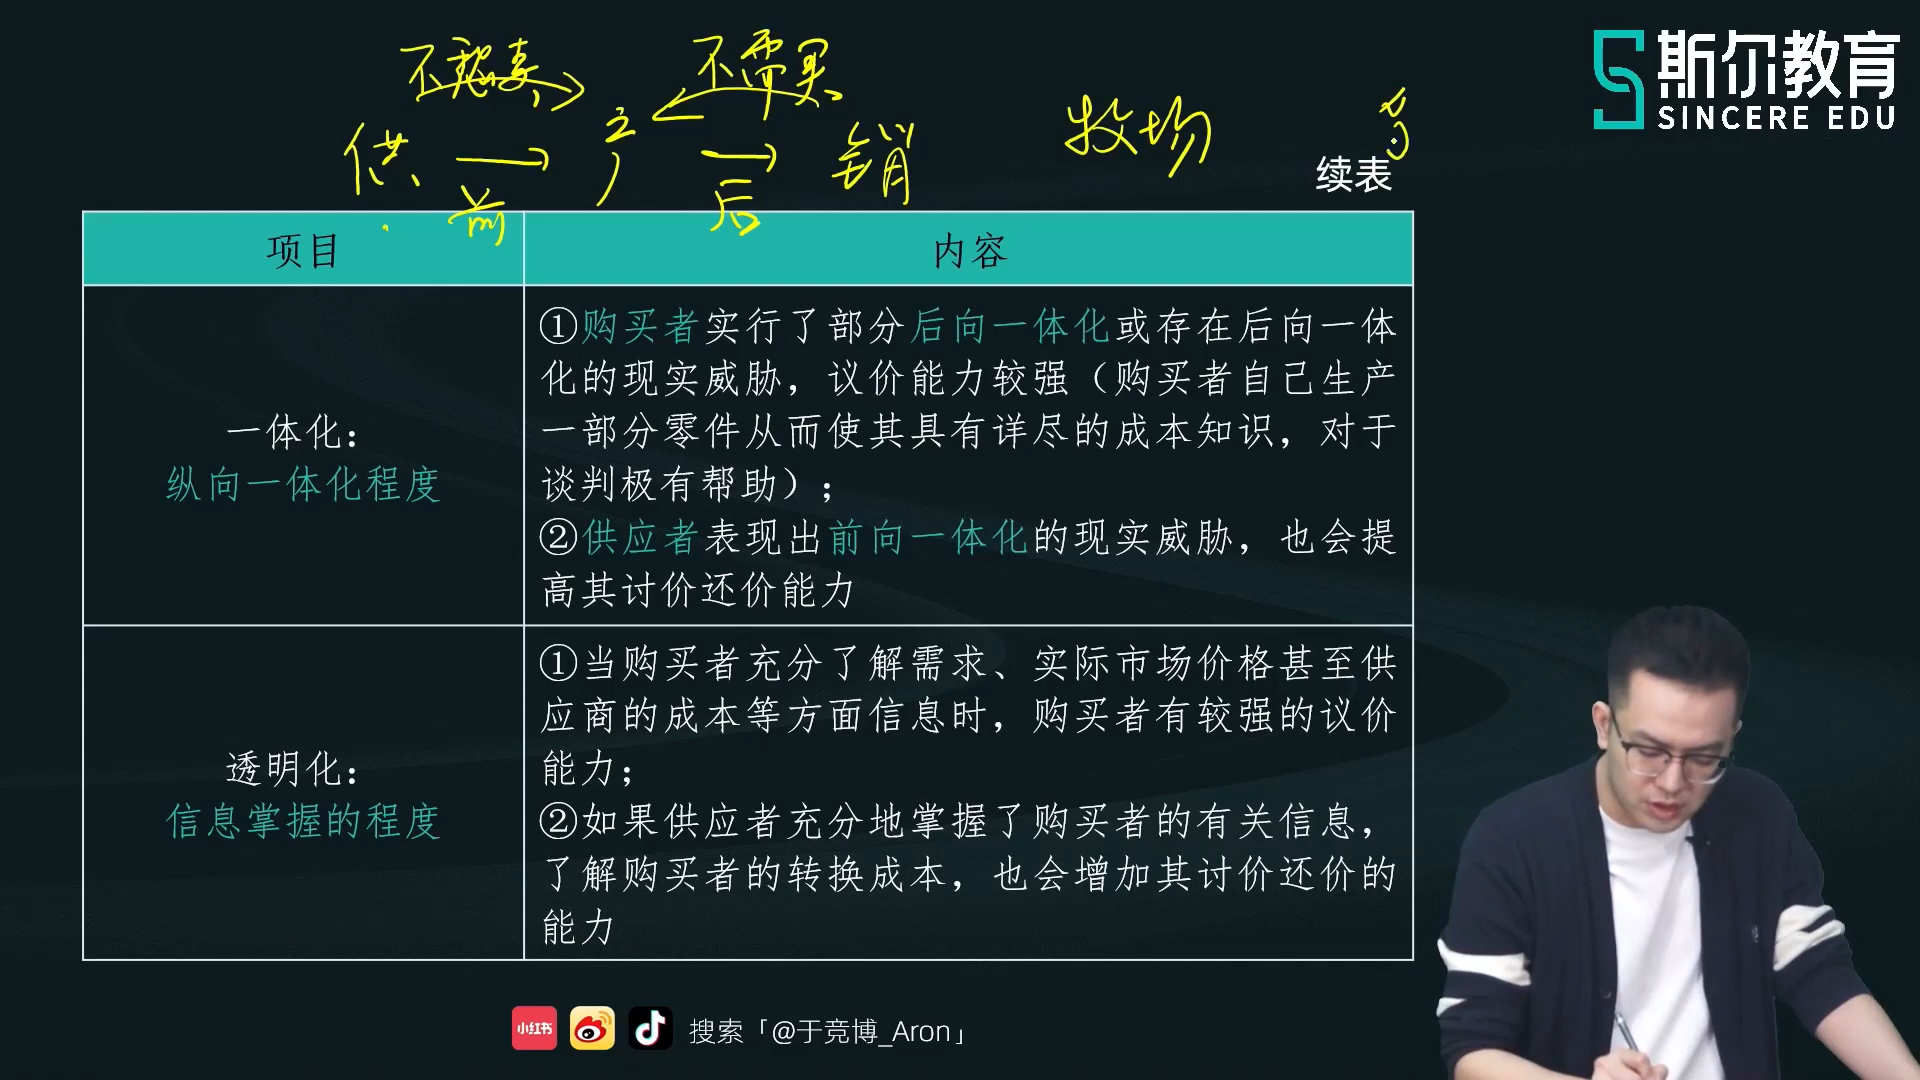 不需买
供 → 产 → 销
前 后
牧场
斯尔教育
SINCERE EDU
续表
项目 内容
一体化：
纵向一体化程度
①购买者实行了部分后向一体化或存在后向一体
化的现实威胁，议价能力较强（购买者自己生产
一部分零件从而使其具有详尽的成本知识，对于
谈判极有帮助）；
②供应者表现出前向一体化的现实威胁，也会提
高其讨价还价能力
透明化：
信息掌握的程度
①当购买者充分了解需求、实际市场价格甚至供
应商的成本等方面信息时，购买者有较强的议价
能力；
②如果供应者充分地掌握了购买者的有关信息，
了解购买者的转换成本，也会增加其讨价还价的
能力
小红书
搜索「@于竞博_Aron」